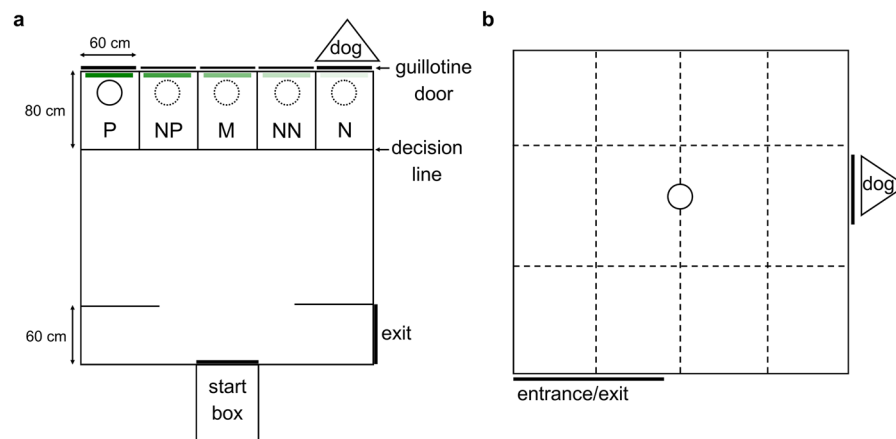 a
60 cm
dog
guillotine
door
80 cm
P NP M NN N
decision
line
60 cm
exit
start
box
b
dog
entrance/exit